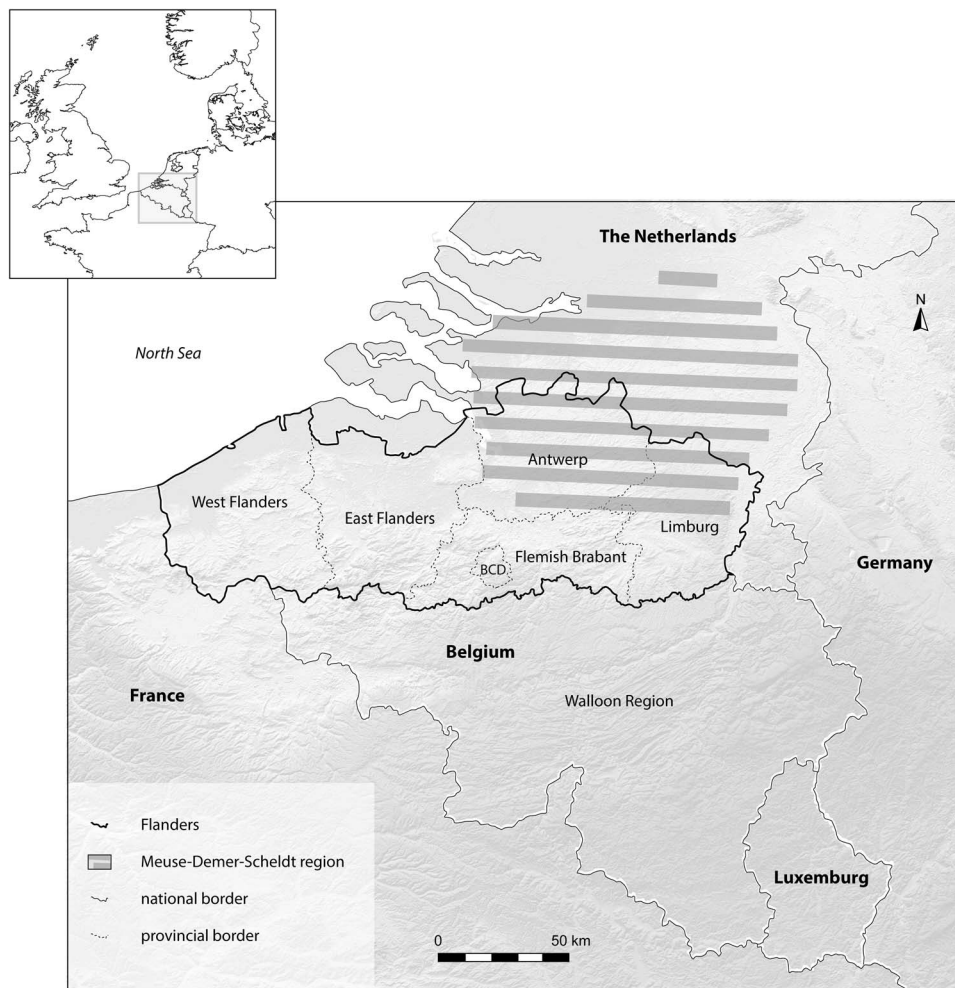 The Netherlands
N
North Sea
Antwerp
West Flanders
East Flanders
Limburg
Flemish Brabant
BCD
Germany
Belgium
France
Walloon Region
Flanders
Meuse-Demer-Scheldt region
Luxemburg
national border
provincial border
0 50 km